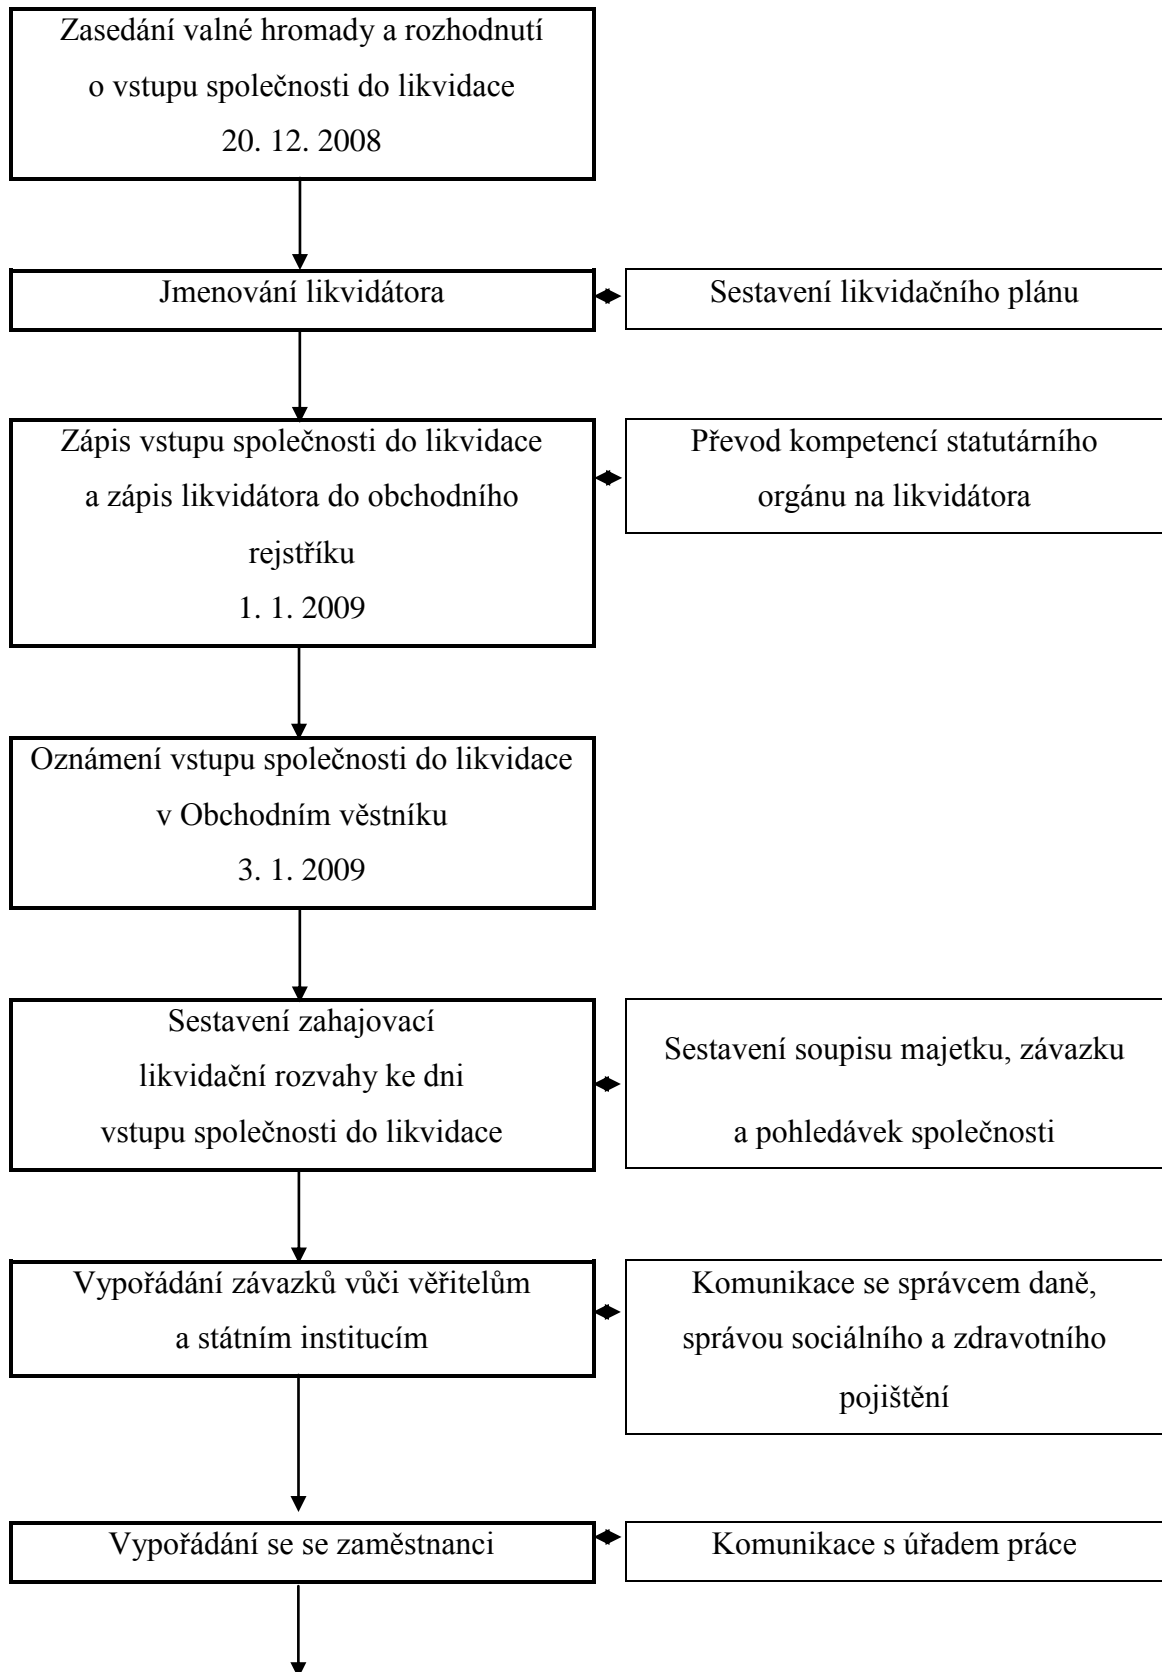 Zasedání valné hromady a rozhodnutí
o vstupu společnosti do likvidace
20. 12. 2008
Jmenování likvidátora
Sestavení likvidačního plánu
Zápis vstupu společnosti do likvidace
a zápis likvidátora do obchodního
rejstříku
1. 1. 2009
Převod kompetencí statutárního
orgánu na likvidátora
Oznámení vstupu společnosti do likvidace
v Obchodním věstníku
3. 1. 2009
Sestavení zahajovací
likvidační rozvahy ke dni
vstupu společnosti do likvidace
Sestavení soupisu majetku, závazku
a pohledávek společnosti
Vypořádání závazků vůči věřitelům
a státním institucím
Komunikace se správcem daně,
správou sociálního a zdravotního
pojištění
Vypořádání se se zaměstnanci
Komunikace s úřadem práce